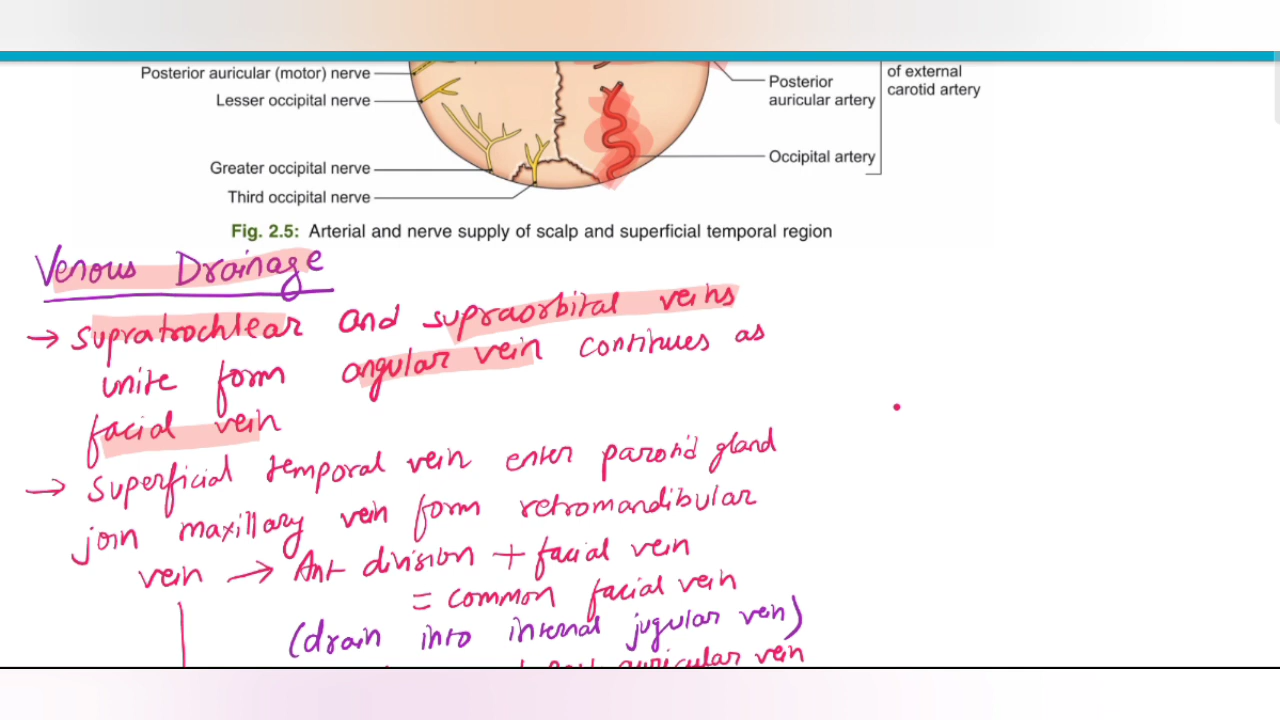 Posterior auricular (motor) nerve
Lesser occipital nerve
Greater occipital nerve
Third occipital nerve
Posterior
auricular artery
of external
carotid artery
Occipital artery
Fig. 2.5: Arterial and nerve supply of scalp and superficial temporal region
Venous Drainage
→ Supratrochlear and supraorbital veins
unite form angular vein continues as
facial vein
→ Superficial temporal vein enter parotid gland
join maxillary vein form retromandibular
vein → Ant division + facial vein
= common facial vein
(drain into internal jugular vein)
auricular vein